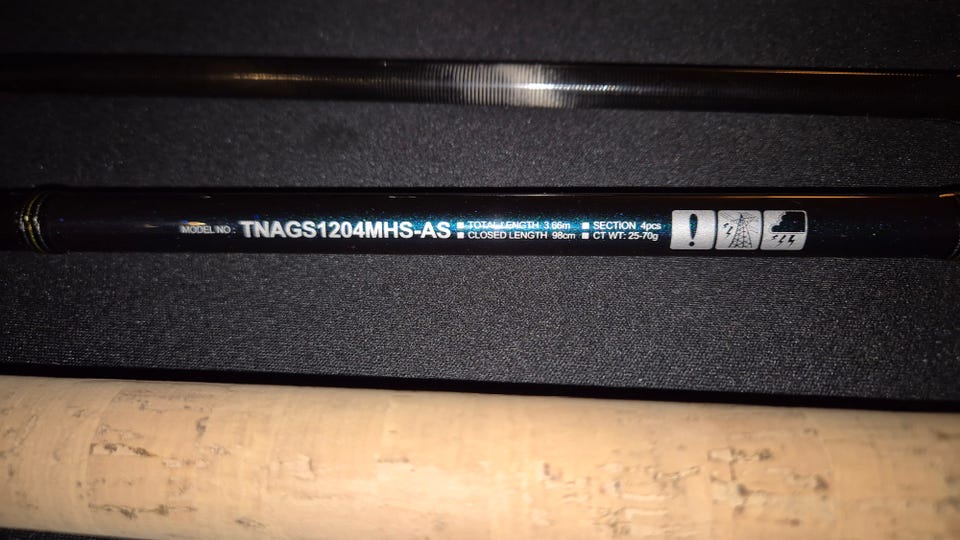 MODEL NO : TNAGS1204MHS-AS
■ TOTAL LENGTH 3.66m ■ SECTION 4pcs
■ CLOSED LENGTH 98cm ■ CT WT: 25-70g